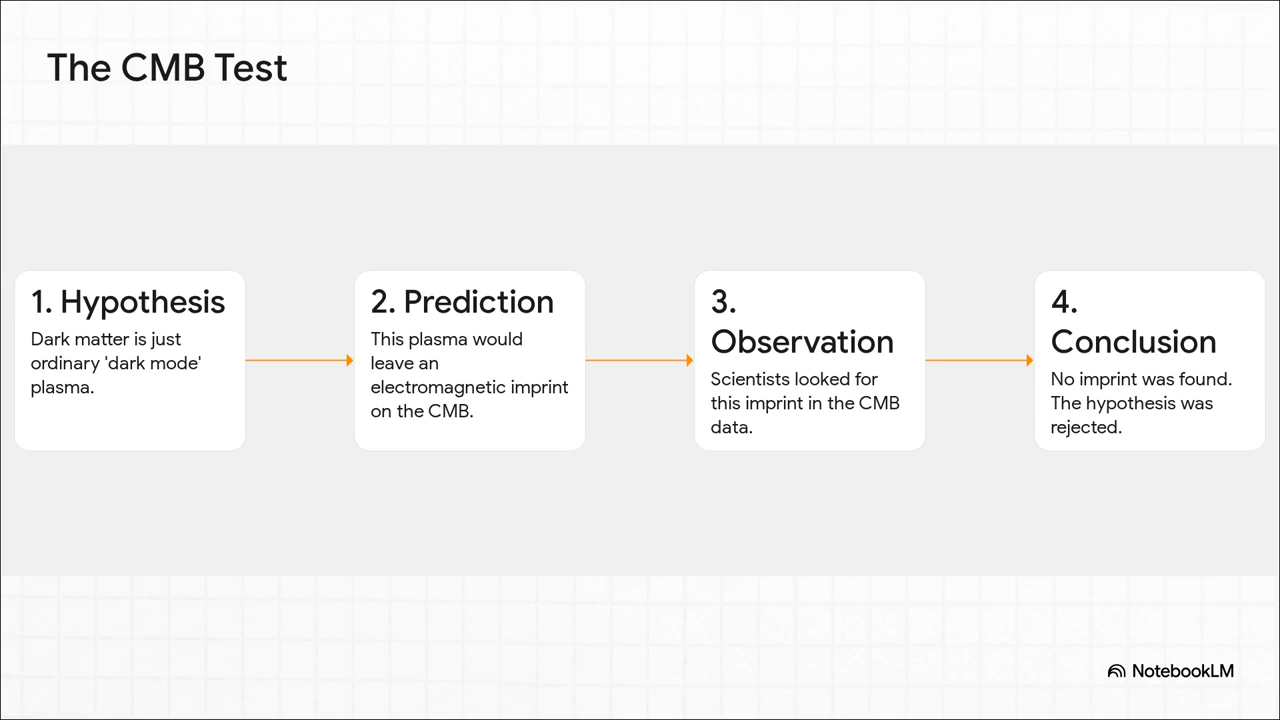 The CMB Test
1. Hypothesis
Dark matter is just
ordinary 'dark mode'
plasma.
2. Prediction
This plasma would
leave an
electromagnetic imprint
on the CMB.
3.
Observation
Scientists looked for
this imprint in the CMB
data.
4.
Conclusion
No imprint was found.
The hypothesis was
rejected.
NotebookLM